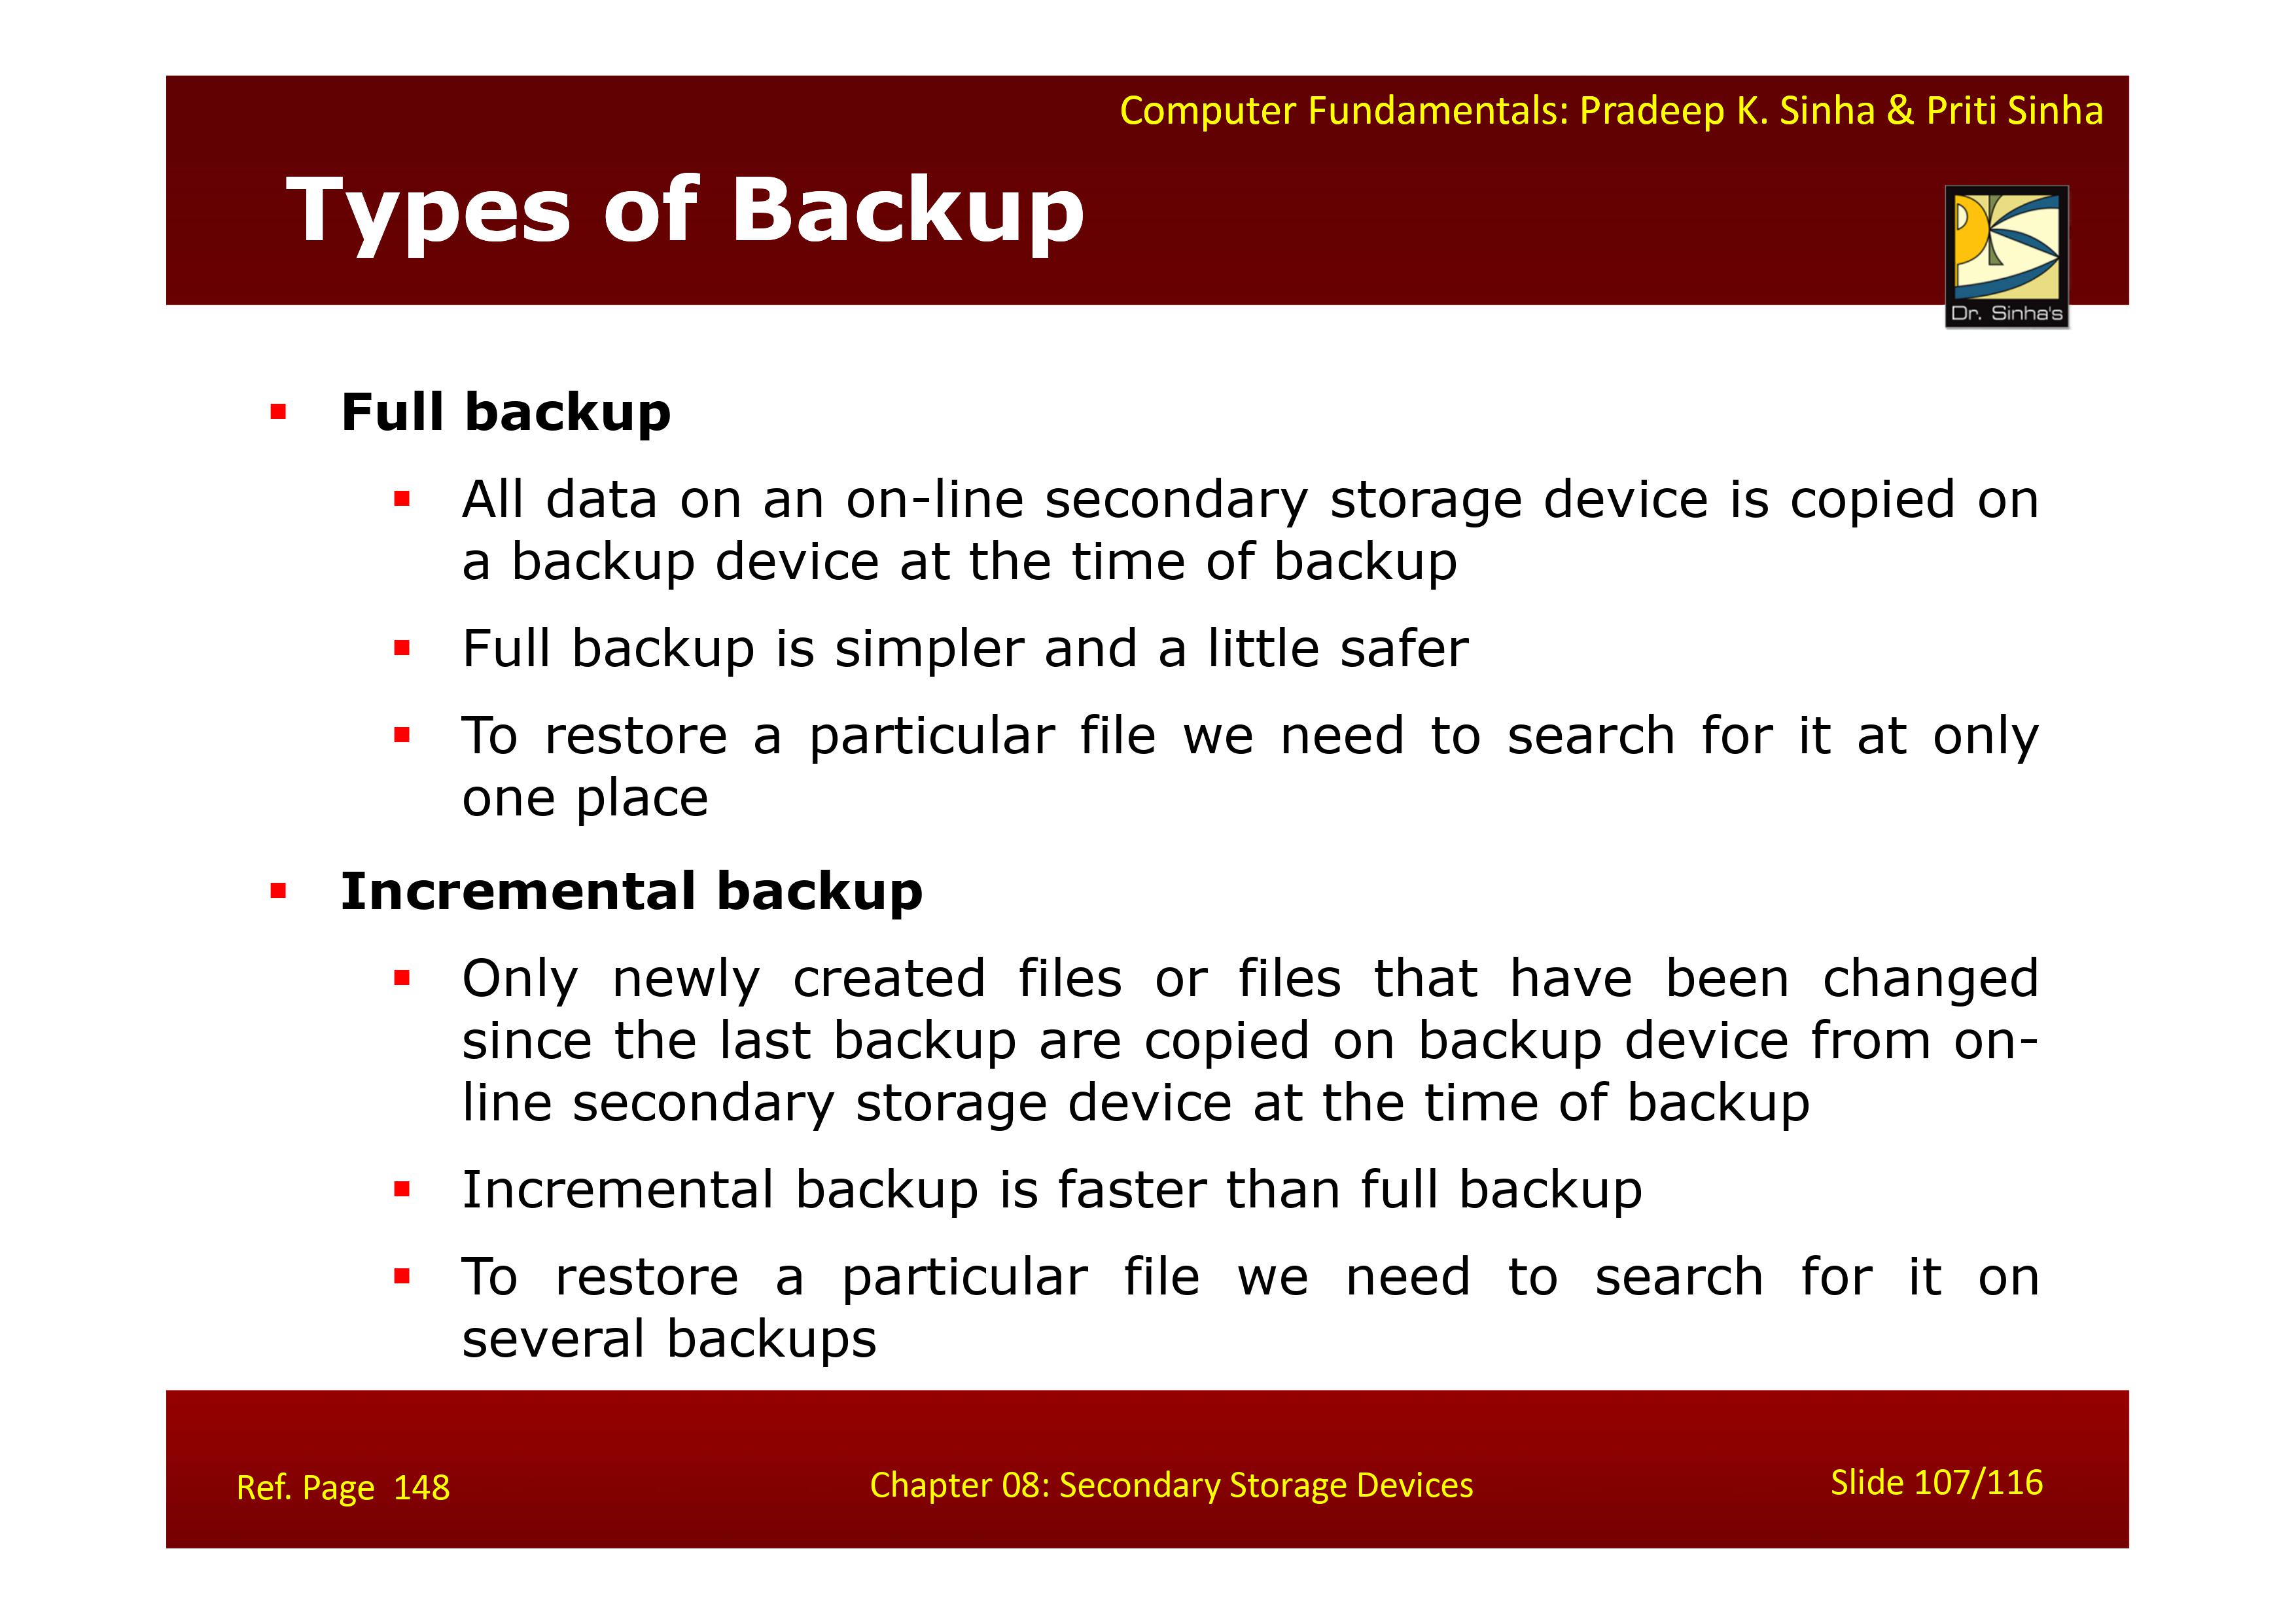 Computer Fundamentals: Pradeep K. Sinha & Priti Sinha
Types of Backup
Dr. Sinha's
▪ Full backup
▪ All data on an on-line secondary storage device is copied on
a backup device at the time of backup
▪ Full backup is simpler and a little safer
▪ To restore a particular file we need to search for it at only
one place
▪ Incremental backup
▪ Only newly created files or files that have been changed
since the last backup are copied on backup device from on-
line secondary storage device at the time of backup
▪ Incremental backup is faster than full backup
▪ To restore a particular file we need to search for it on
several backups
Ref. Page 148
Chapter 08: Secondary Storage Devices
Slide 107/116